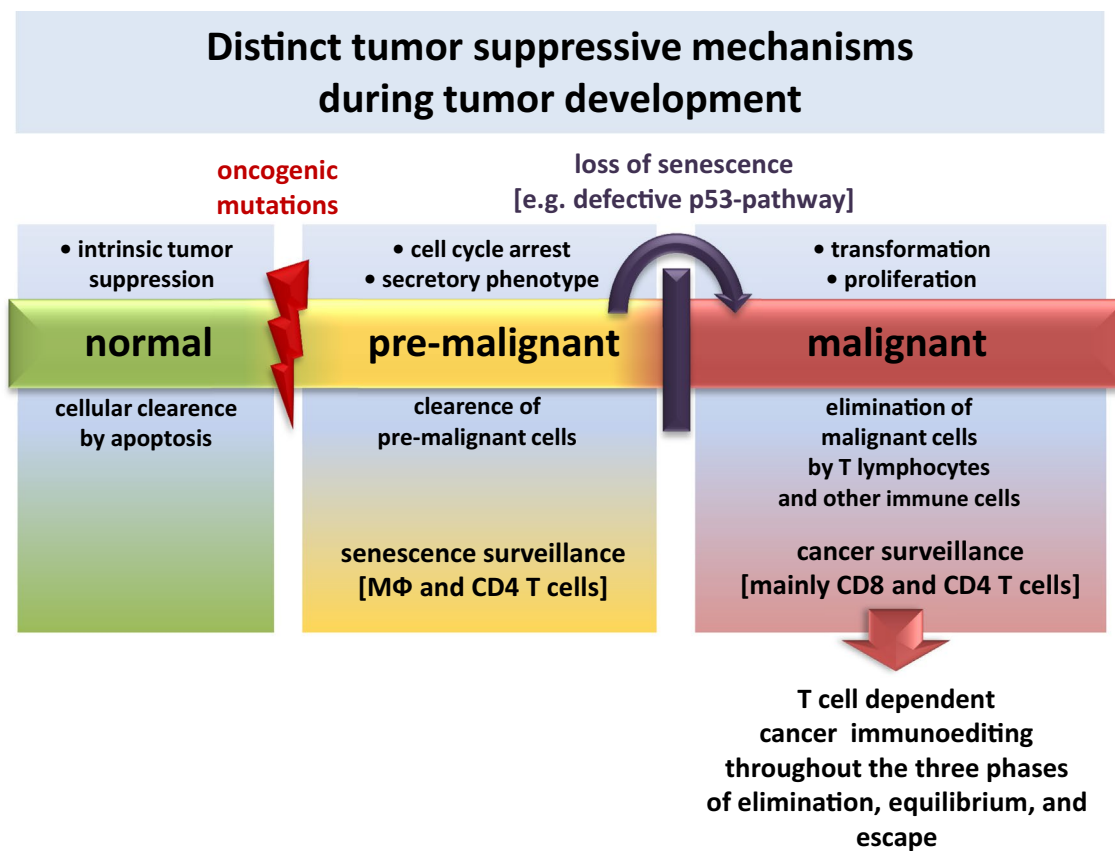 Distinct tumor suppressive mechanisms
during tumor development
oncogenic
mutations
loss of senescence
[e.g. defective p53-pathway]
• intrinsic tumor
suppression
• cell cycle arrest
• secretory phenotype
• transformation
• proliferation
normal
pre-malignant
malignant
cellular clearence
by apoptosis
clearence of
pre-malignant cells
elimination of
malignant cells
by T lymphocytes
and other immune cells
senescence surveillance
[MΦ and CD4 T cells]
cancer surveillance
[mainly CD8 and CD4 T cells]
T cell dependent
cancer immunoediting
throughout the three phases
of elimination, equilibrium, and
escape